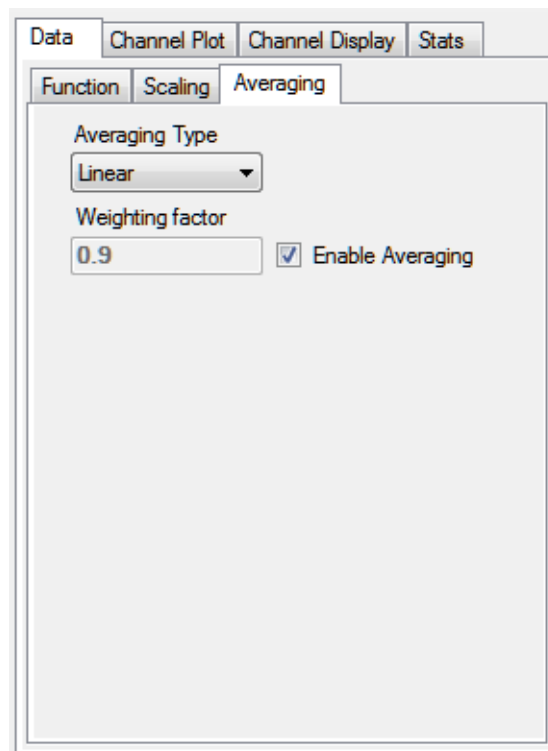 Data Channel Plot Channel Display Stats
Function Scaling Averaging
Averaging Type
Linear
Weighting factor
0.9 Enable Averaging